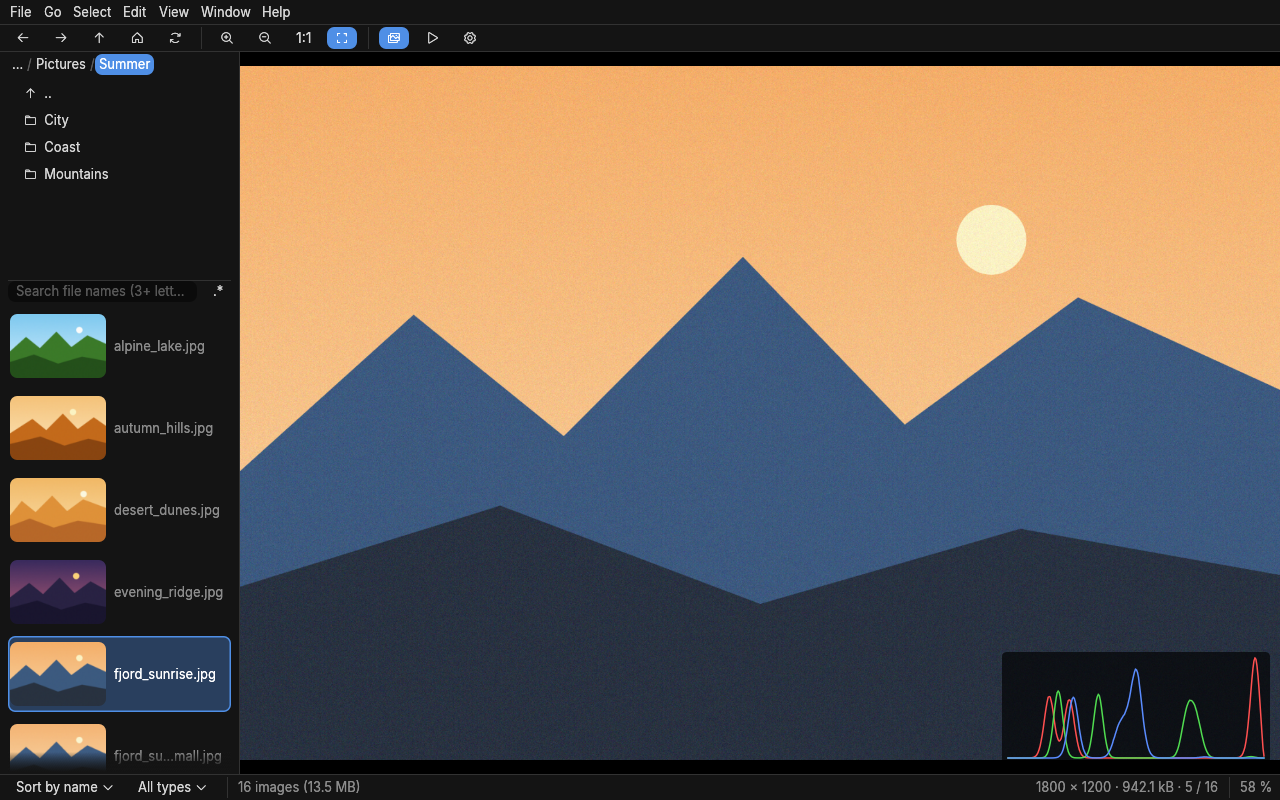 File Go Select Edit View Window Help
1:1
... / Pictures / Summer
..
City
Coast
Mountains
Search file names (3+ lett... .*
alpine_lake.jpg
autumn_hills.jpg
desert_dunes.jpg
evening_ridge.jpg
fjord_sunrise.jpg
fjord_su...mall.jpg
Sort by name All types 16 images (13.5 MB) 1800 × 1200 · 942.1 kB · 5 / 16 58 %